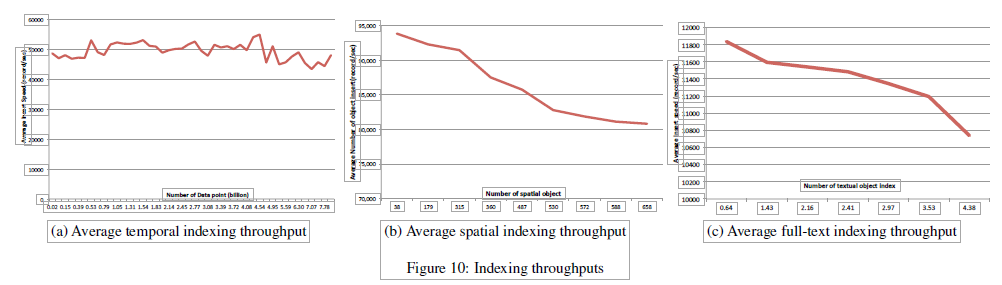 60000
50000
40000
30000
20000
10000
0
Average Insert Speed (record/sec)
Number of Data point (billion)
0.02 0.15 0.39 0.53 0.79 1.05 1.31 1.54 1.83 2.14 2.45 2.77 3.08 3.39 3.72 4.08 4.54 4.95 5.59 6.30 7.07 7.78
(a) Average temporal indexing throughput
95,000
90,000
85,000
80,000
75,000
70,000
Average Number of object insert(record/sec)
Number of spatial object
38 179 315 360 487 530 572 588 658
(b) Average spatial indexing throughput
12000
11800
11600
11400
11200
11000
10800
10600
10400
10200
10000
Average insert speed (record/sec)
Number of textual object index
0.64 1.43 2.16 2.41 2.97 3.53 4.38
(c) Average full-text indexing throughput
Figure 10: Indexing throughputs